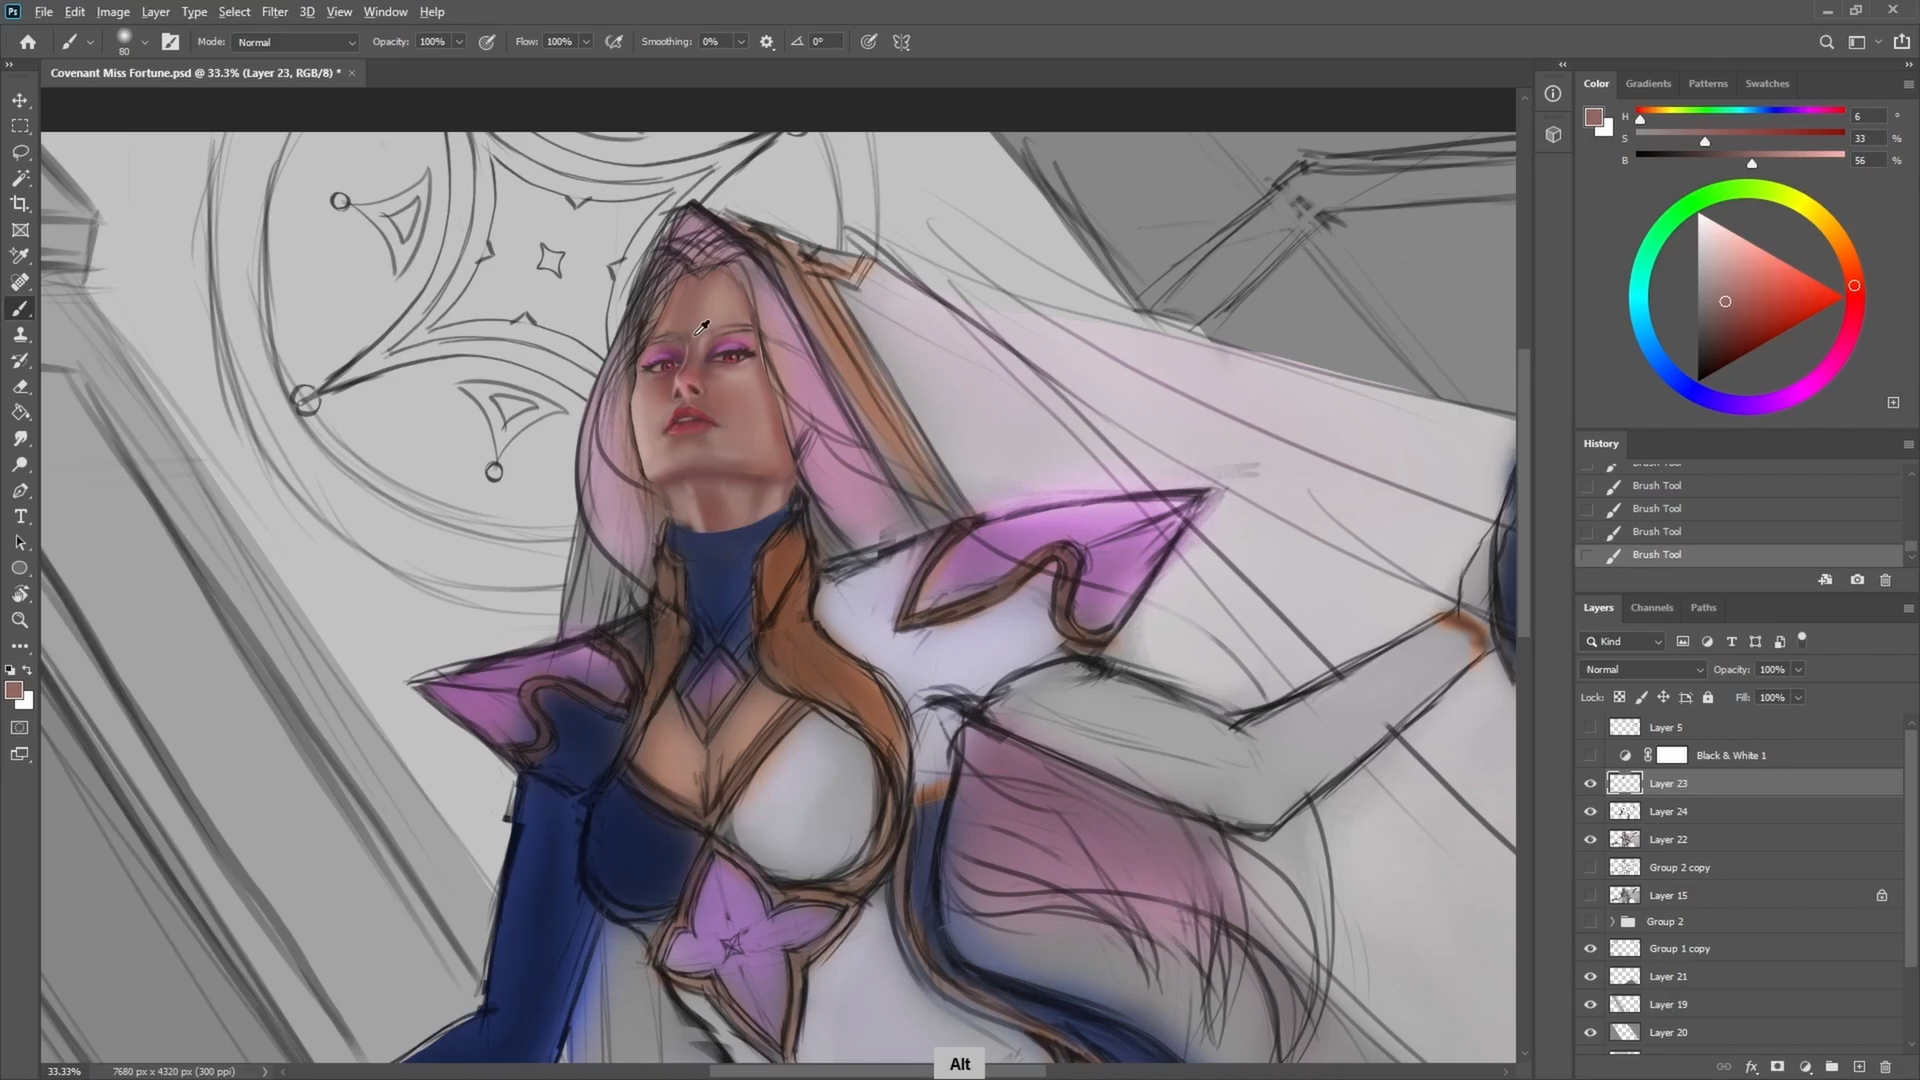 Ps File Edit Image Layer Type Select Filter 3D View Window Help
80 Mode: Normal Opacity: 100% Flow: 100% Smoothing: 0% 0°
Covenant Miss Fortune.psd @ 33.3% (Layer 23, RGB/8) * ×
Color Gradients Patterns Swatches
H 6 °
S 33 %
B 56 %
History
Brush Tool
Brush Tool
Brush Tool
Brush Tool
Brush Tool
Layers Channels Paths
Kind
Normal Opacity: 100%
Lock: Fill: 100%
Layer 5
Black & White 1
Layer 23
Layer 24
Layer 22
Group 2 copy
Layer 15
Group 2
Group 1 copy
Layer 21
Layer 19
Layer 20
Alt
33.33% 7680 px x 4320 px (300 ppi)